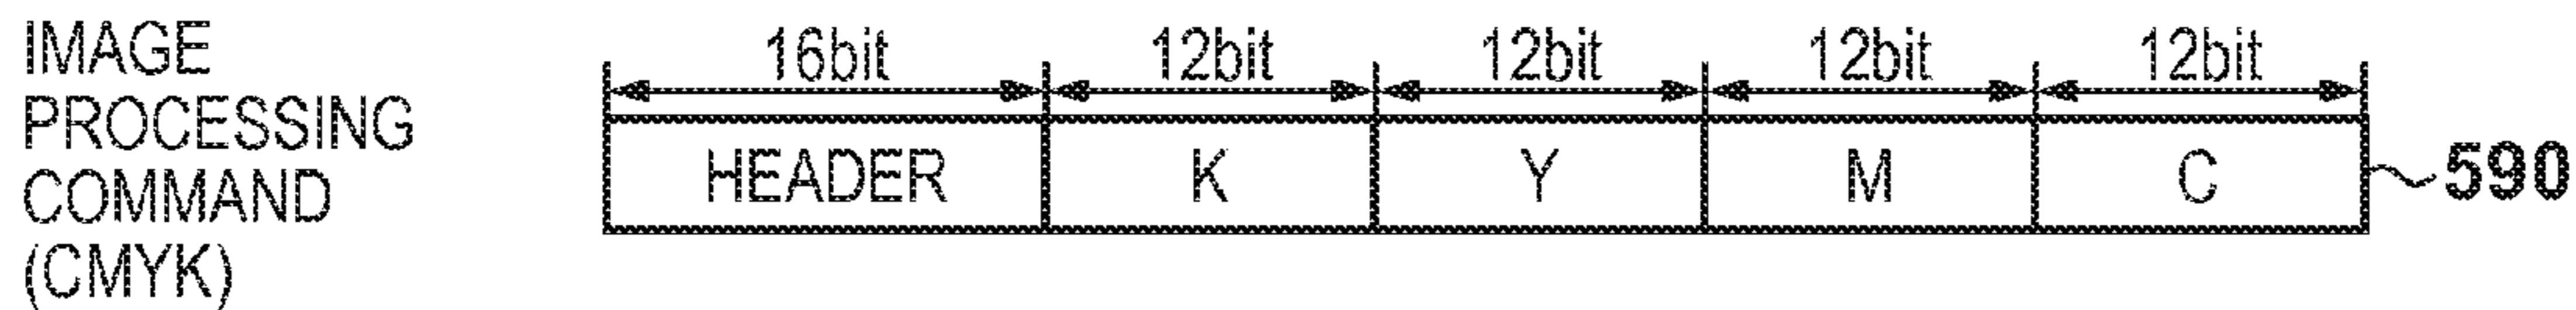 IMAGE
PROCESSING
COMMAND
(CMYK)
16bit 12bit 12bit 12bit 12bit
HEADER K Y M C 590